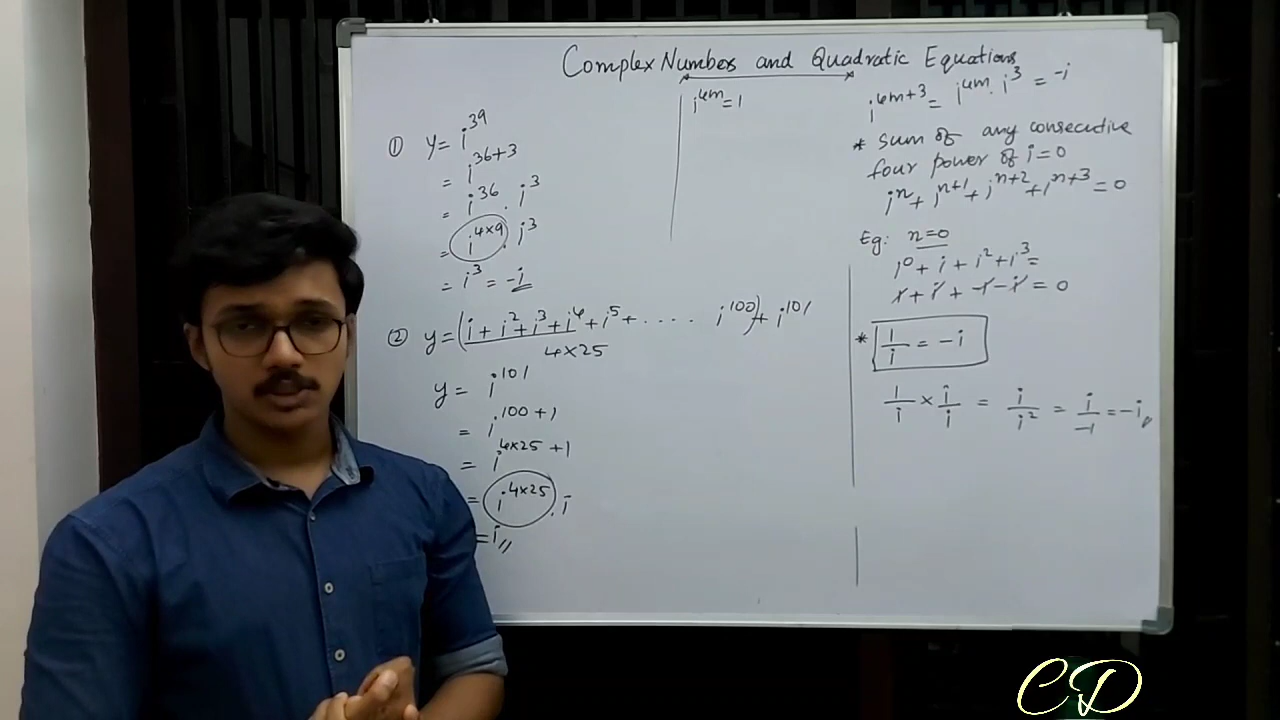 Complex Numbers and Quadratic Equations
① y = i^39
= i^36+3
= i^36 . i^3
= i^4×9 . i^3
= i^3 = -i
② y = (i + i^2 + i^3 + i^4 + i^5 + .... i^100) + i^101
4×25
y = i^101
= i^100+1
= i^4×25 +1
= i^4×25 . i
= i,,
i^4m = 1
i^4m+3 = i^4m . i^3 = -i
* sum of any consecutive
four power of i = 0
i^n + i^n+1 + i^n+2 + i^n+3 = 0
Eg: n=0
i^0 + i + i^2 + i^3 =
1 + i + -1 - i = 0
* 1/i = -i
1/i × i/i = i/i^2 = i/-1 = -i,,
CD